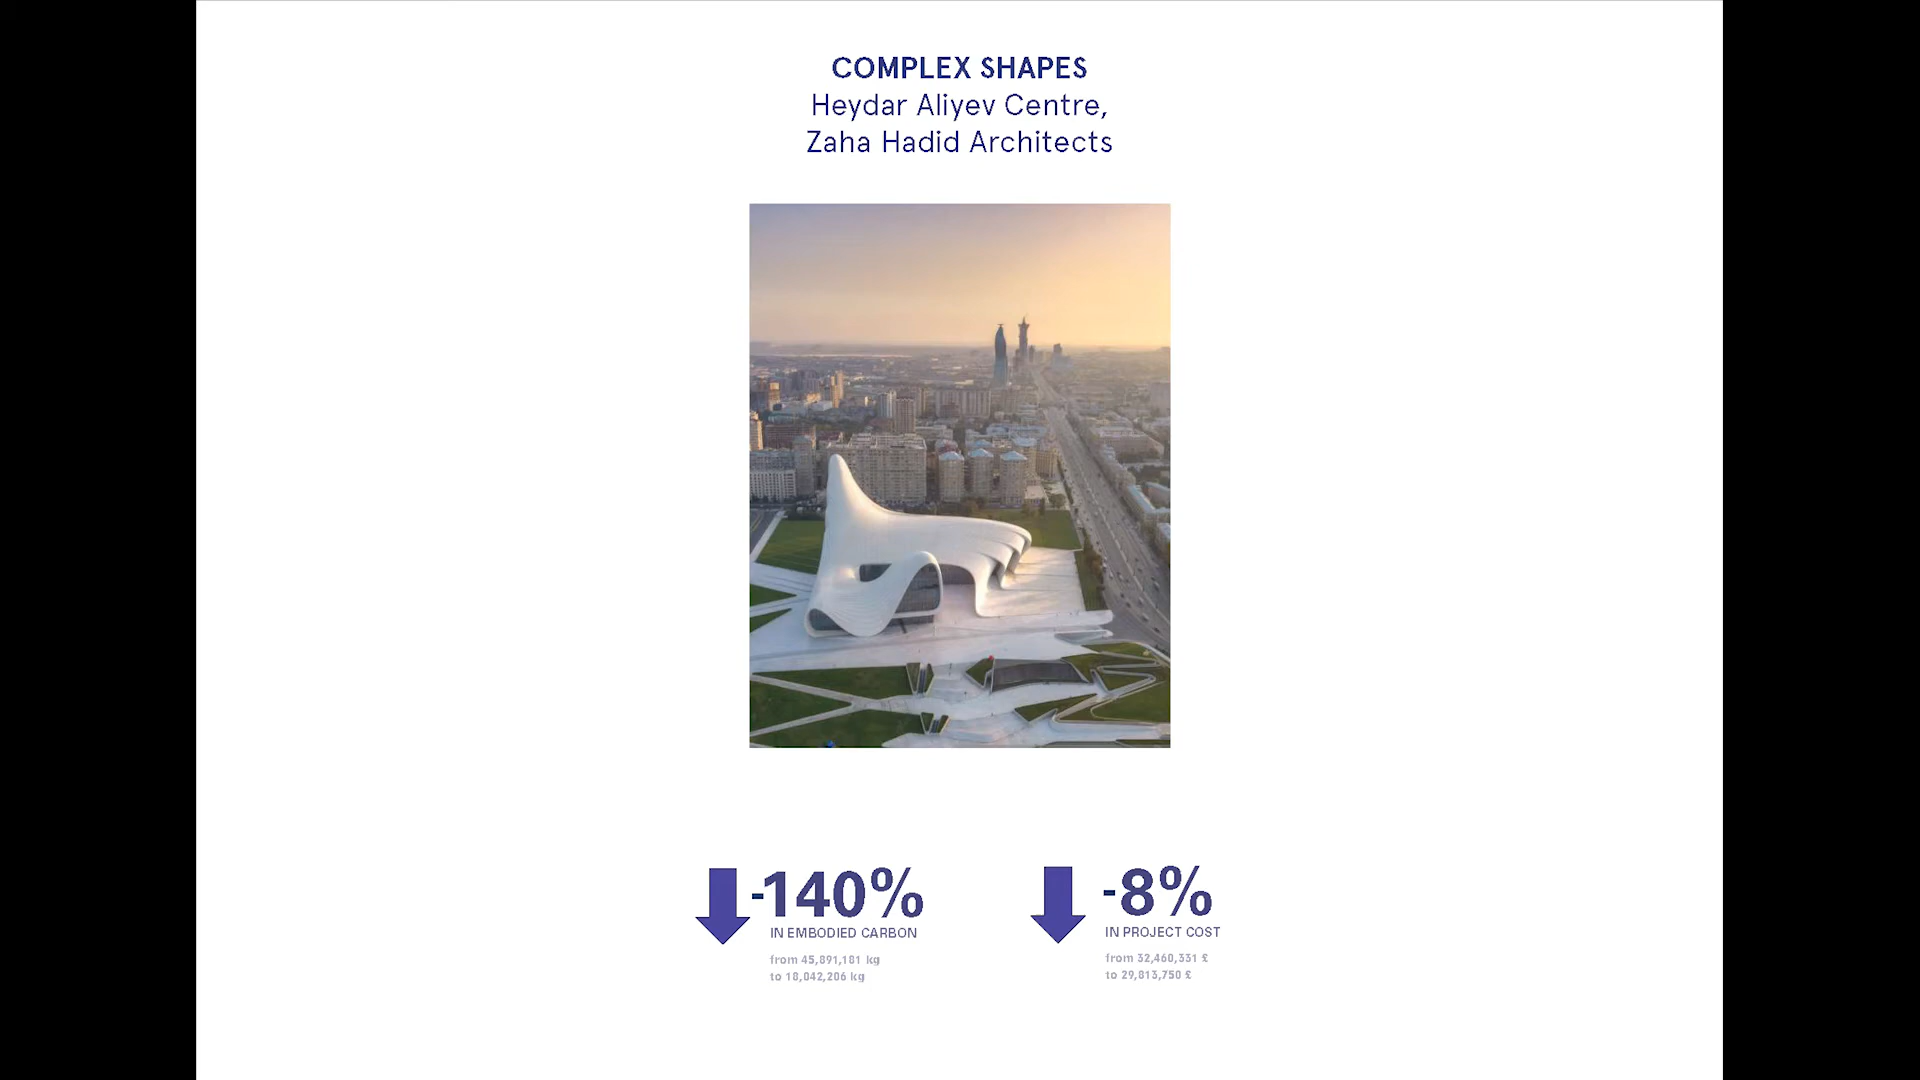 COMPLEX SHAPES
Heydar Aliyev Centre,
Zaha Hadid Architects
-140%
IN EMBODIED CARBON
from 45,891,181 kg
to 18,042,206 kg
-8%
IN PROJECT COST
from 32,460,331 £
to 29,813,750 £